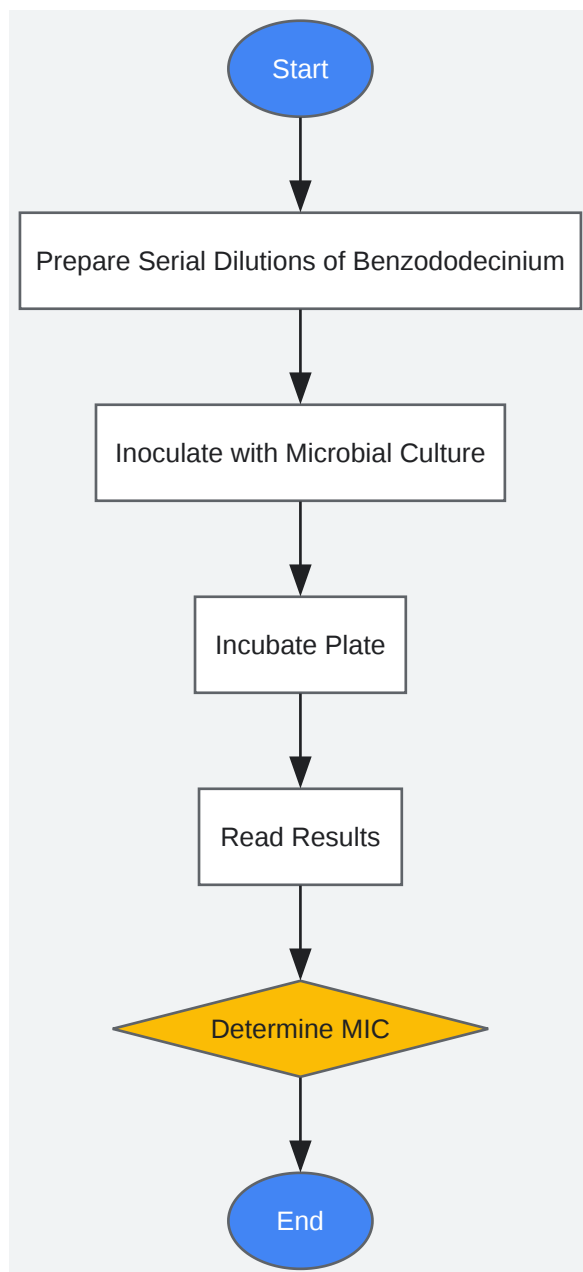 Start
Prepare Serial Dilutions of Benzododecinium
Inoculate with Microbial Culture
Incubate Plate
Read Results
Determine MIC
End